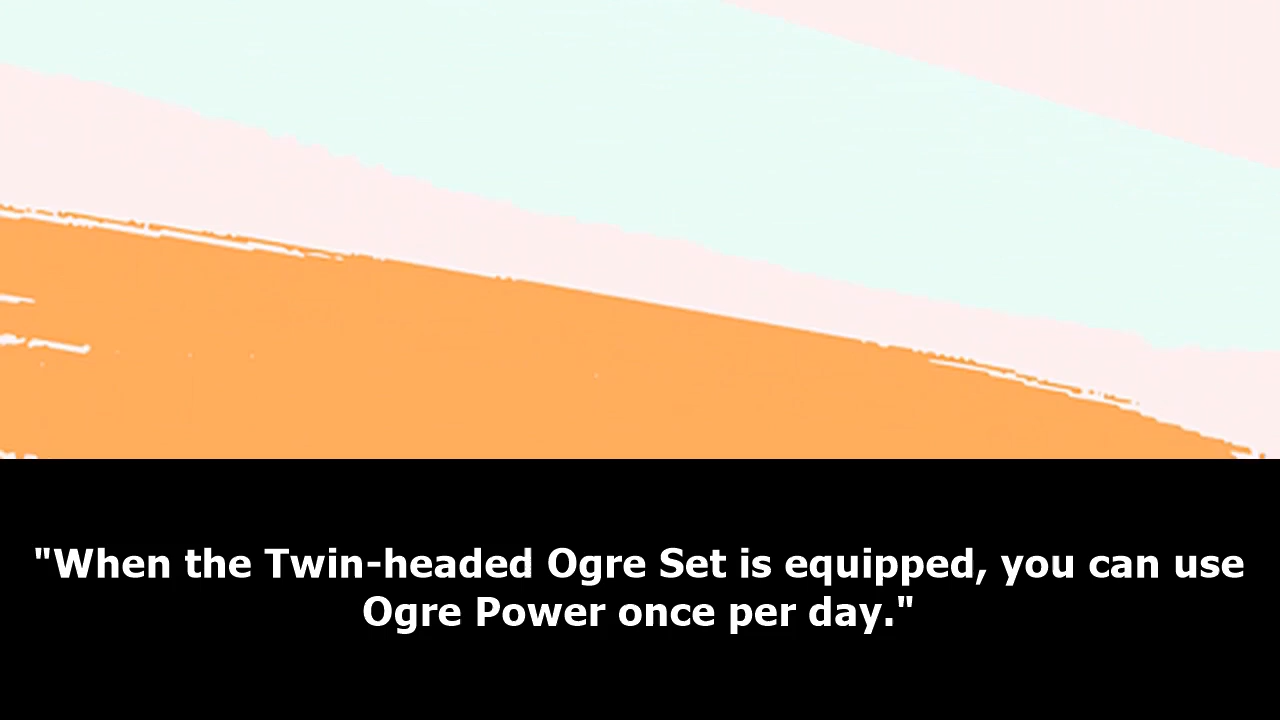 "When the Twin-headed Ogre Set is equipped, you can use
Ogre Power once per day."